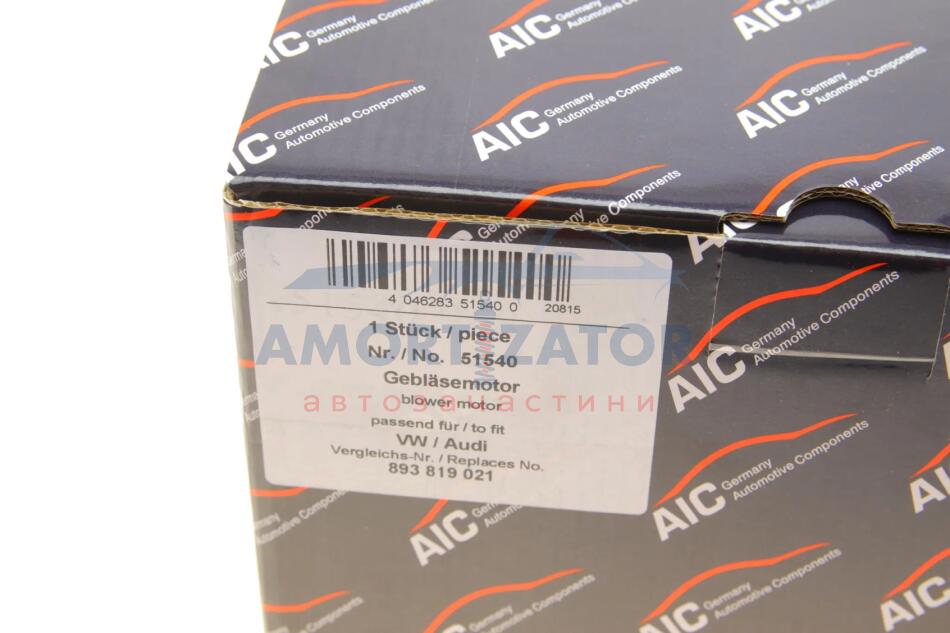 AIC Germany
Automotive Components
4 046283 51540 0 20815
1 Stück / piece
Nr. / No. 51540
Gebläsemotor
blower motor
passend für / to fit
VW / Audi
Vergleichs-Nr. / Replaces No.
893 819 021
AMORTIZATOR
автозапчастини